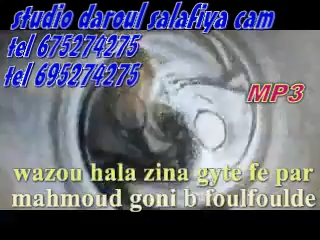 studio daroul salafiya cam
tel 675274275
tel 695274275
MP3
wazou hala zina gyte fe par
mahmoud goni b foulfoulde